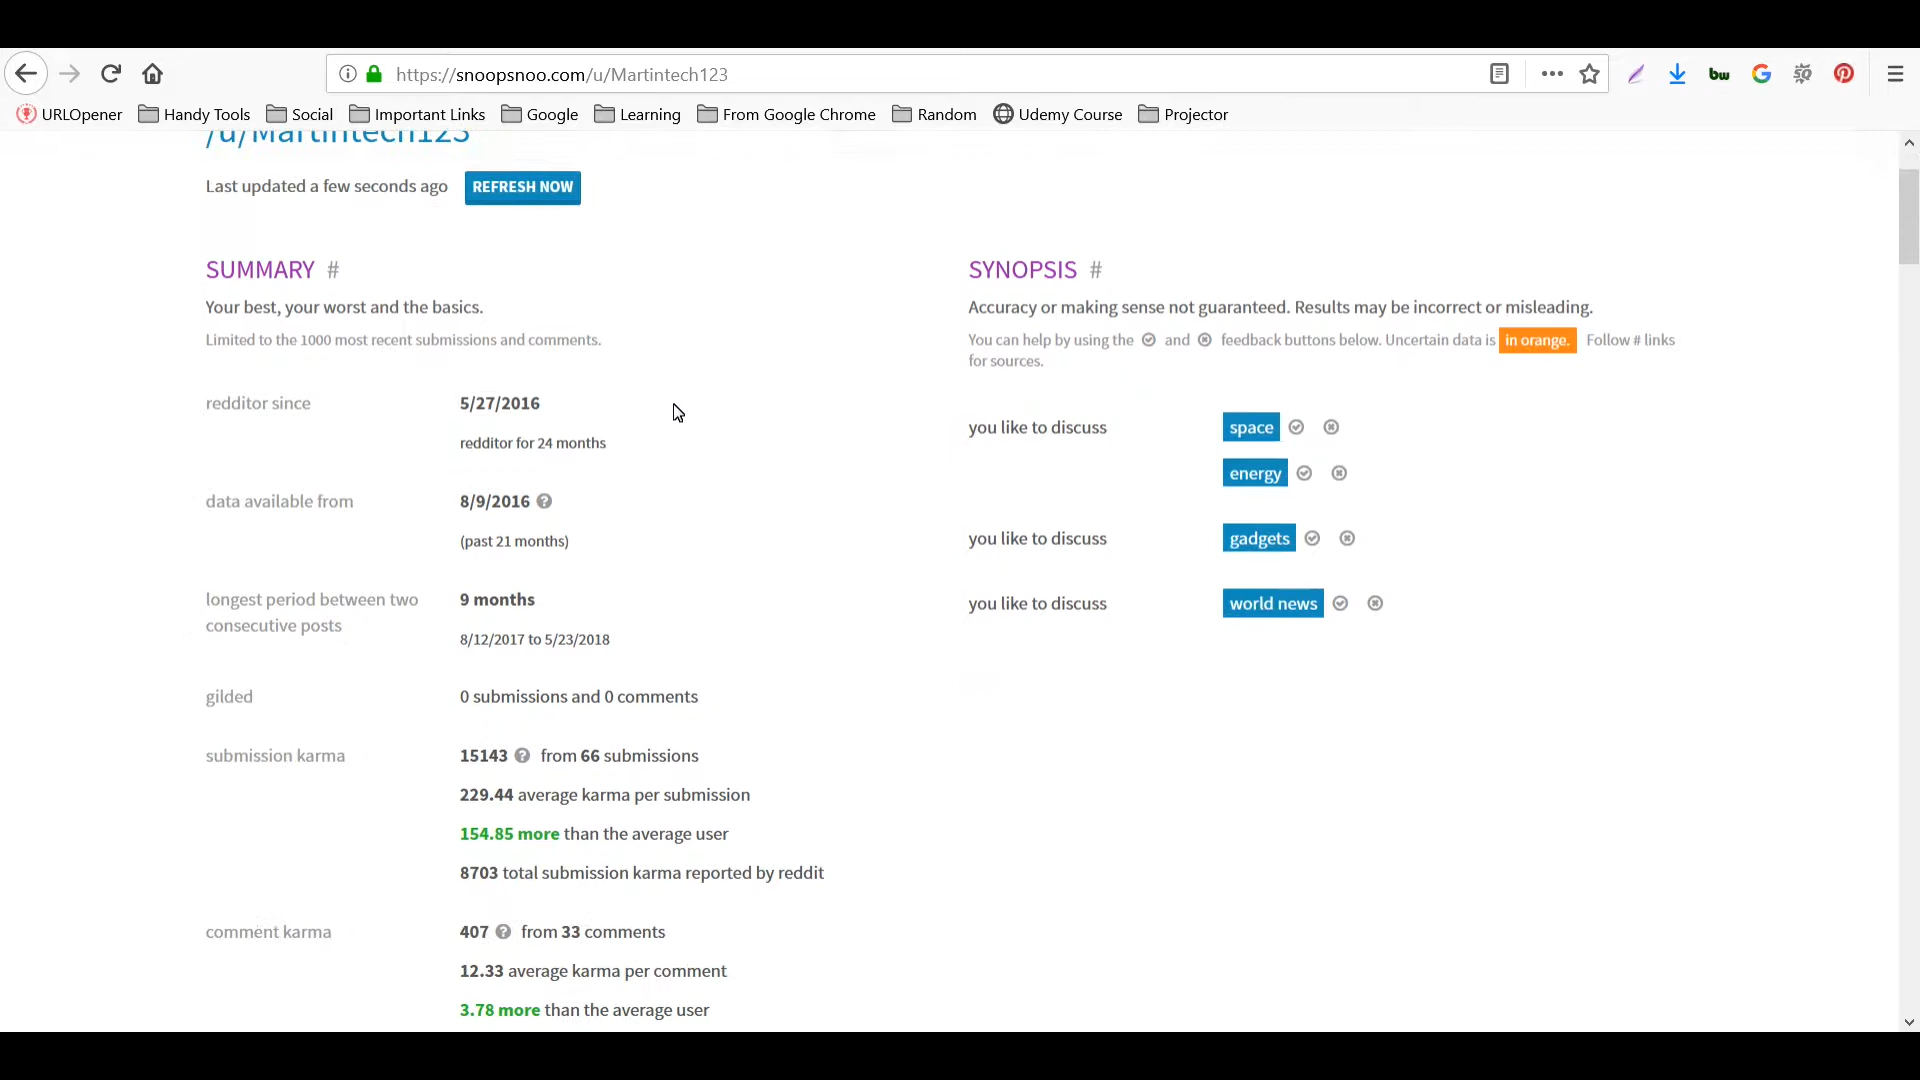 https://snoopsnoo.com/u/Martintech123
bw
URLOpener Handy Tools Social Important Links Google Learning From Google Chrome Random Udemy Course Projector
/u/Martintech123
Last updated a few seconds ago REFRESH NOW
SUMMARY #
Your best, your worst and the basics.
Limited to the 1000 most recent submissions and comments.
redditor since 5/27/2016
redditor for 24 months
data available from 8/9/2016
(past 21 months)
longest period between two
consecutive posts
9 months
8/12/2017 to 5/23/2018
gilded 0 submissions and 0 comments
submission karma 15143 from 66 submissions
229.44 average karma per submission
154.85 more than the average user
8703 total submission karma reported by reddit
comment karma 407 from 33 comments
12.33 average karma per comment
3.78 more than the average user
SYNOPSIS #
Accuracy or making sense not guaranteed. Results may be incorrect or misleading.
You can help by using the and feedback buttons below. Uncertain data is in orange. Follow # links
for sources.
you like to discuss space
energy
you like to discuss gadgets
you like to discuss world news